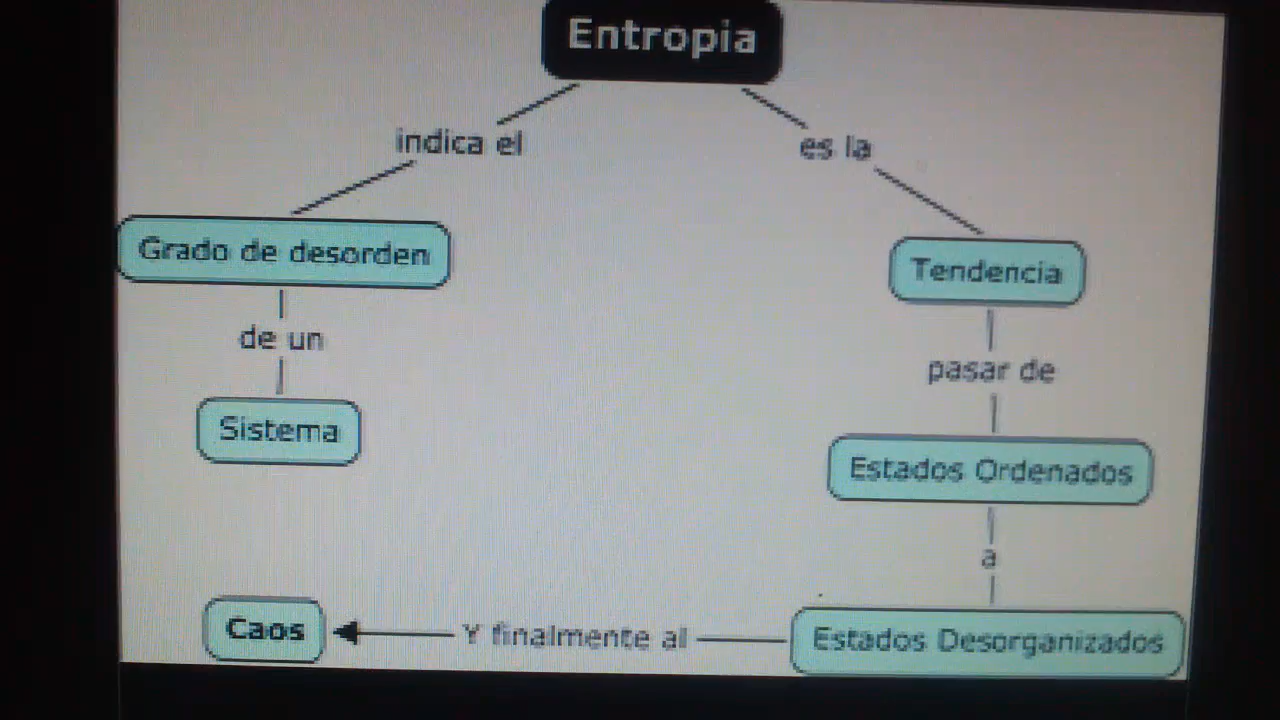 Entropia
indica el
es la
Grado de desorden
Tendencia
de un
pasar de
Sistema
Estados Ordenados
a
Estados Desorganizados
Y finalmente al
Caos